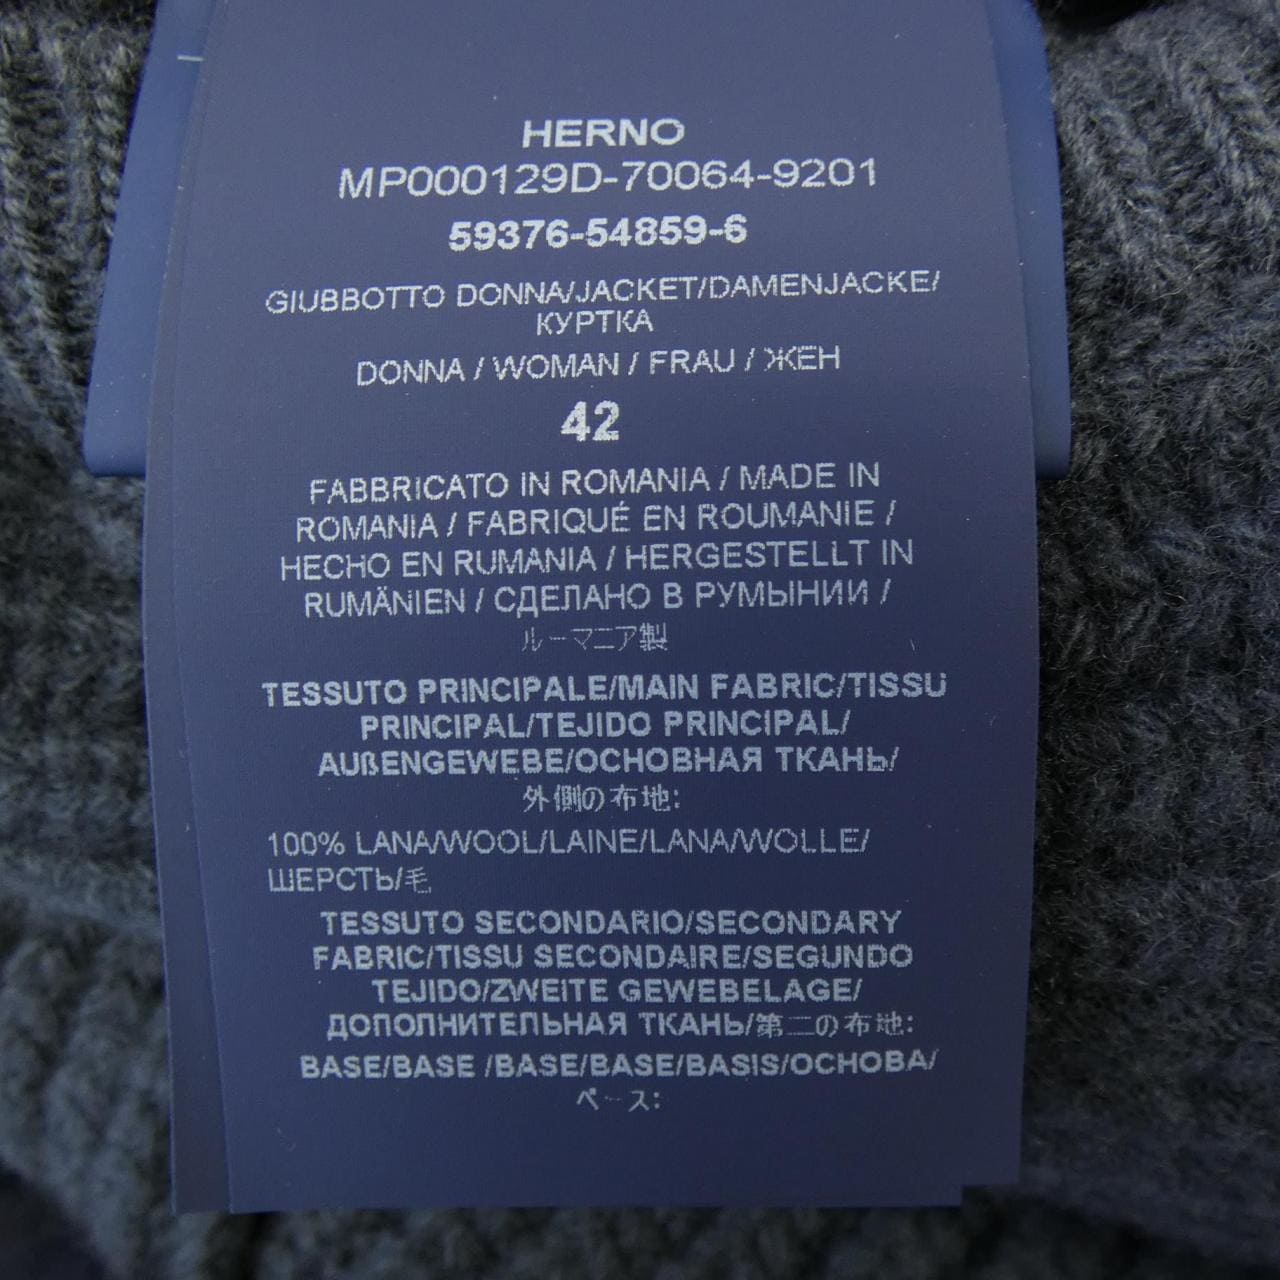 HERNO
MP000129D-70064-9201
59376-54859-6
GIUBBOTTO DONNA/JACKET/DAMENJACKE/
КУРТКА
DONNA / WOMAN / FRAU / ЖЕН
42
FABBRICATO IN ROMANIA / MADE IN
ROMANIA / FABRIQUÉ EN ROUMANIE /
HECHO EN RUMANIA / HERGESTELLT IN
RUMÄNIEN / СДЕЛАНО В РУМЫНИИ /
ルーマニア製
TESSUTO PRINCIPALE/MAIN FABRIC/TISSU
PRINCIPAL/TEJIDO PRINCIPAL/
AUßENGEWEBE/ОСНОВНАЯ ТКАНЬ/
外側の布地:
100% LANA/WOOL/LAINE/LANA/WOLLE/
ШЕРСТЬ/毛
TESSUTO SECONDARIO/SECONDARY
FABRIC/TISSU SECONDAIRE/SEGUNDO
TEJIDO/ZWEITE GEWEBELAGE/
ДОПОЛНИТЕЛЬНАЯ ТКАНЬ/第二の布地:
BASE/BASE /BASE/BASE/BASIS/ОСНОВА/
ベース: